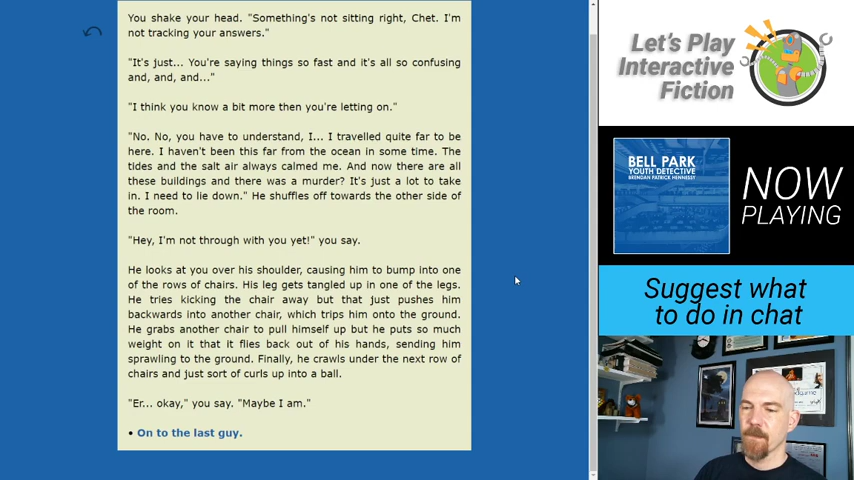 You shake your head. "Something's not sitting right, Chet. I'm
not tracking your answers."
"It's just... You're saying things so fast and it's all so confusing
and, and, and..."
"I think you know a bit more then you're letting on."
"No. No, you have to understand, I... I travelled quite far to be
here. I haven't been this far from the ocean in some time. The
tides and the salt air always calmed me. And now there are all
these buildings and there was a murder? It's just a lot to take
in. I need to lie down." He shuffles off towards the other side of
the room.
"Hey, I'm not through with you yet!" you say.
He looks at you over his shoulder, causing him to bump into one
of the rows of chairs. His leg gets tangled up in one of the legs.
He tries kicking the chair away but that just pushes him
backwards into another chair, which trips him onto the ground.
He grabs another chair to pull himself up but he puts so much
weight on it that it flies back out of his hands, sending him
sprawling to the ground. Finally, he crawls under the next row of
chairs and just sort of curls up into a ball.
"Er... okay," you say. "Maybe I am."
• On to the last guy.
Let's Play
Interactive
Fiction
BELL PARK
YOUTH DETECTIVE
BRENDAN PATRICK HENNESSY
NOW
PLAYING
Suggest what
to do in chat